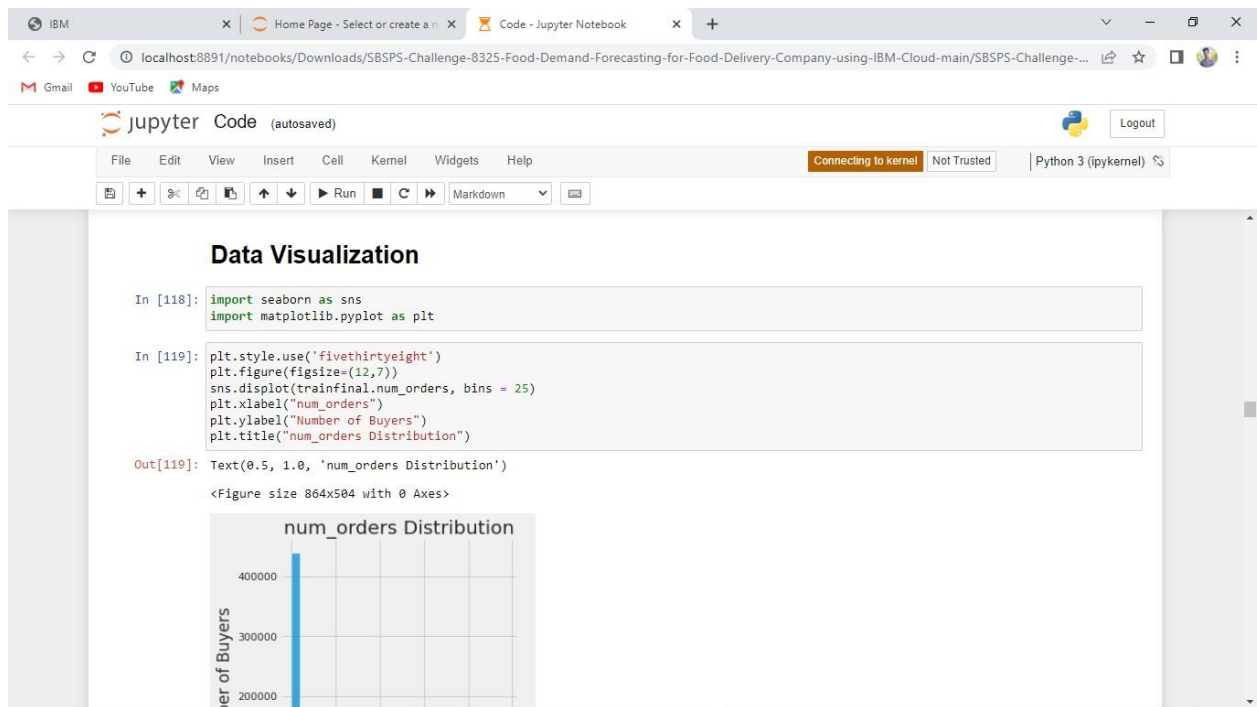 IBM
Home Page - Select or create a n
Code - Jupyter Notebook
localhost:8891/notebooks/Downloads/SBSPS-Challenge-8325-Food-Demand-Forecasting-for-Food-Delivery-Company-using-IBM-Cloud-main/SBSPS-Challenge-...
Gmail YouTube Maps
jupyter Code (autosaved) Logout
File Edit View Insert Cell Kernel Widgets Help Connecting to kernel Not Trusted Python 3 (ipykernel)
Run Markdown
Data Visualization
In [118]: import seaborn as sns
import matplotlib.pyplot as plt
In [119]: plt.style.use('fivethirtyeight')
plt.figure(figsize=(12,7))
sns.displot(trainfinal.num_orders, bins = 25)
plt.xlabel("num_orders")
plt.ylabel("Number of Buyers")
plt.title("num_orders Distribution")
Out[119]: Text(0.5, 1.0, 'num_orders Distribution')
<Figure size 864x504 with 0 Axes>
num_orders Distribution
400000
300000
200000
ber of Buyers